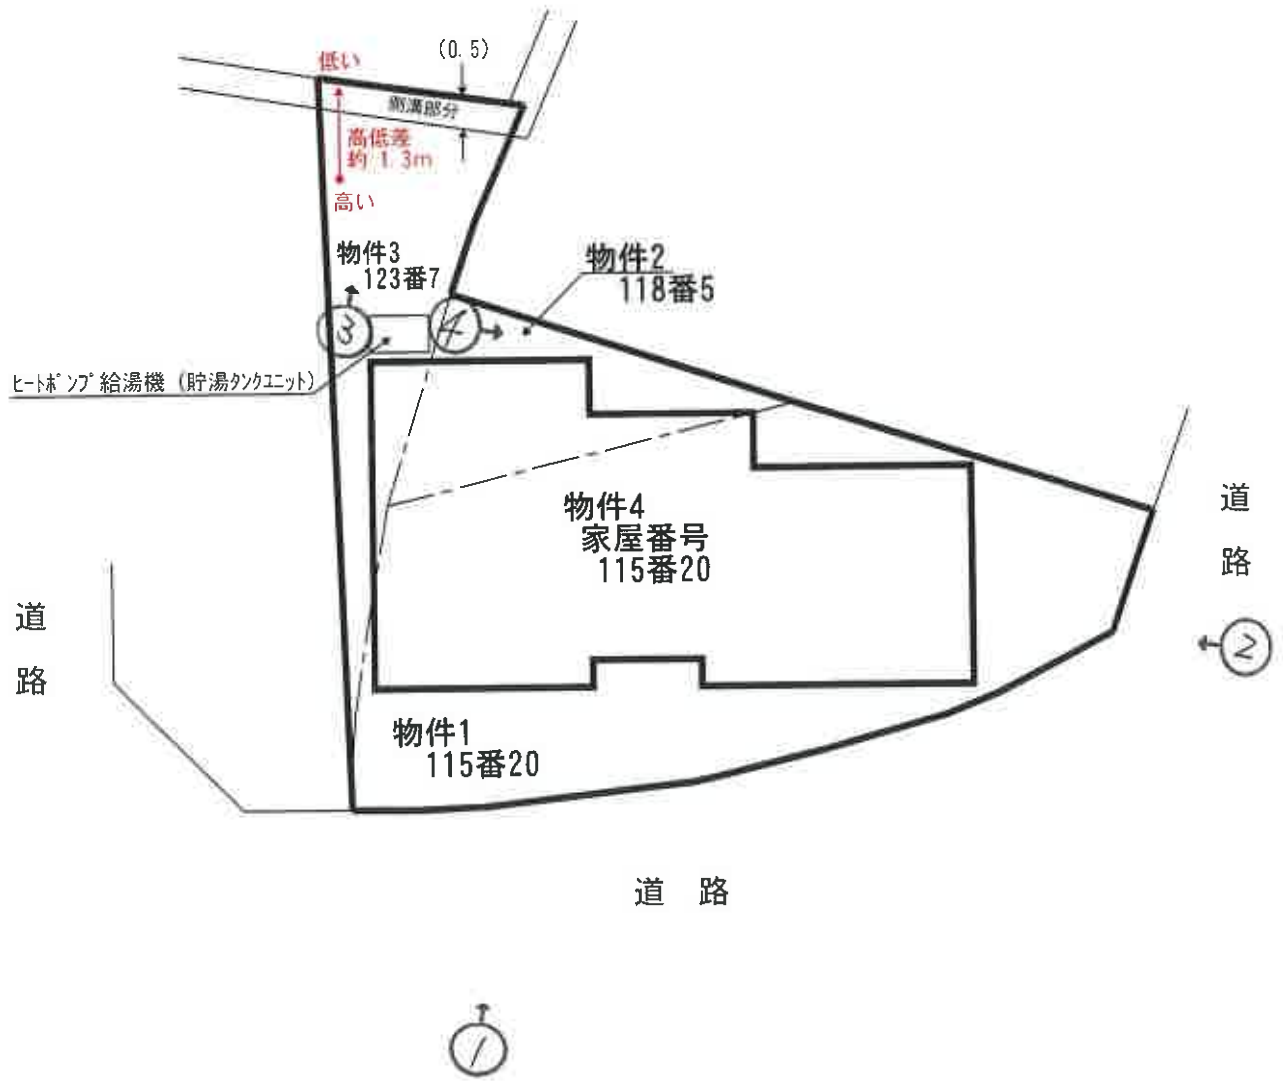 低い
(0.5)
側溝部分
高低差
約1.3m
高い
物件3
123番7
物件2
118番5
3
4
ﾋｰﾄﾎﾟﾝﾌﾟ給湯機 (貯湯ﾀﾝｸﾕﾆｯﾄ)
物件4
家屋番号
115番20
道
路
2
道
路
物件1
115番20
道 路
1